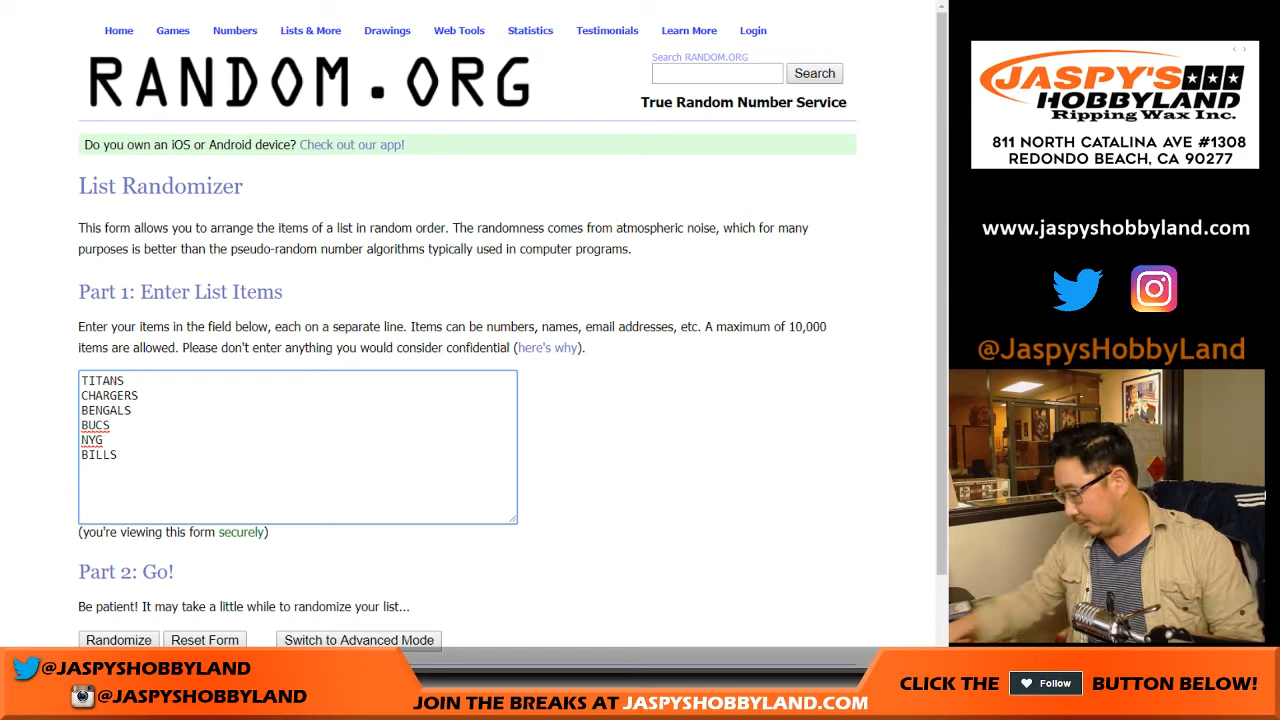 Home Games Numbers Lists & More Drawings Web Tools Statistics Testimonials Learn More Login
RANDOM.ORG
Search RANDOM.ORG
Search
True Random Number Service
Do you own an iOS or Android device? Check out our app!
List Randomizer
This form allows you to arrange the items of a list in random order. The randomness comes from atmospheric noise, which for many
purposes is better than the pseudo-random number algorithms typically used in computer programs.
Part 1: Enter List Items
Enter your items in the field below, each on a separate line. Items can be numbers, names, email addresses, etc. A maximum of 10,000
items are allowed. Please don't enter anything you would consider confidential (here's why).
TITANS
CHARGERS
BENGALS
BUCS
NYG
BILLS
(you're viewing this form securely)
Part 2: Go!
Be patient! It may take a little while to randomize your list...
Randomize Reset Form Switch to Advanced Mode
JASPY'S
HOBBYLAND
Ripping Wax Inc.
811 NORTH CATALINA AVE #1308
REDONDO BEACH, CA 90277
www.jaspyshobbyland.com
@JaspysHobbyLand
@JASPYSHOBBYLAND
@JASPYSHOBBYLAND
JOIN THE BREAKS AT JASPYSHOBBYLAND.COM
CLICK THE Follow BUTTON BELOW!